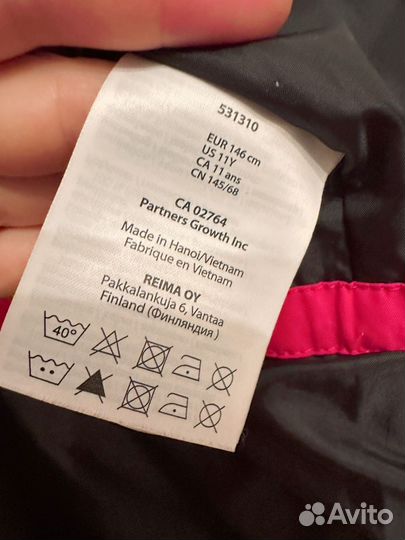 531310
EUR 146 cm
US 11Y
CA 11 ans
CN 145/68
CA 02764
Partners Growth Inc
Made in Hanoi/Vietnam
Fabrique en Vietnam
REIMA OY
Pakkalankuja 6, Vantaa
Finland (Финляндия)
40°
Avito